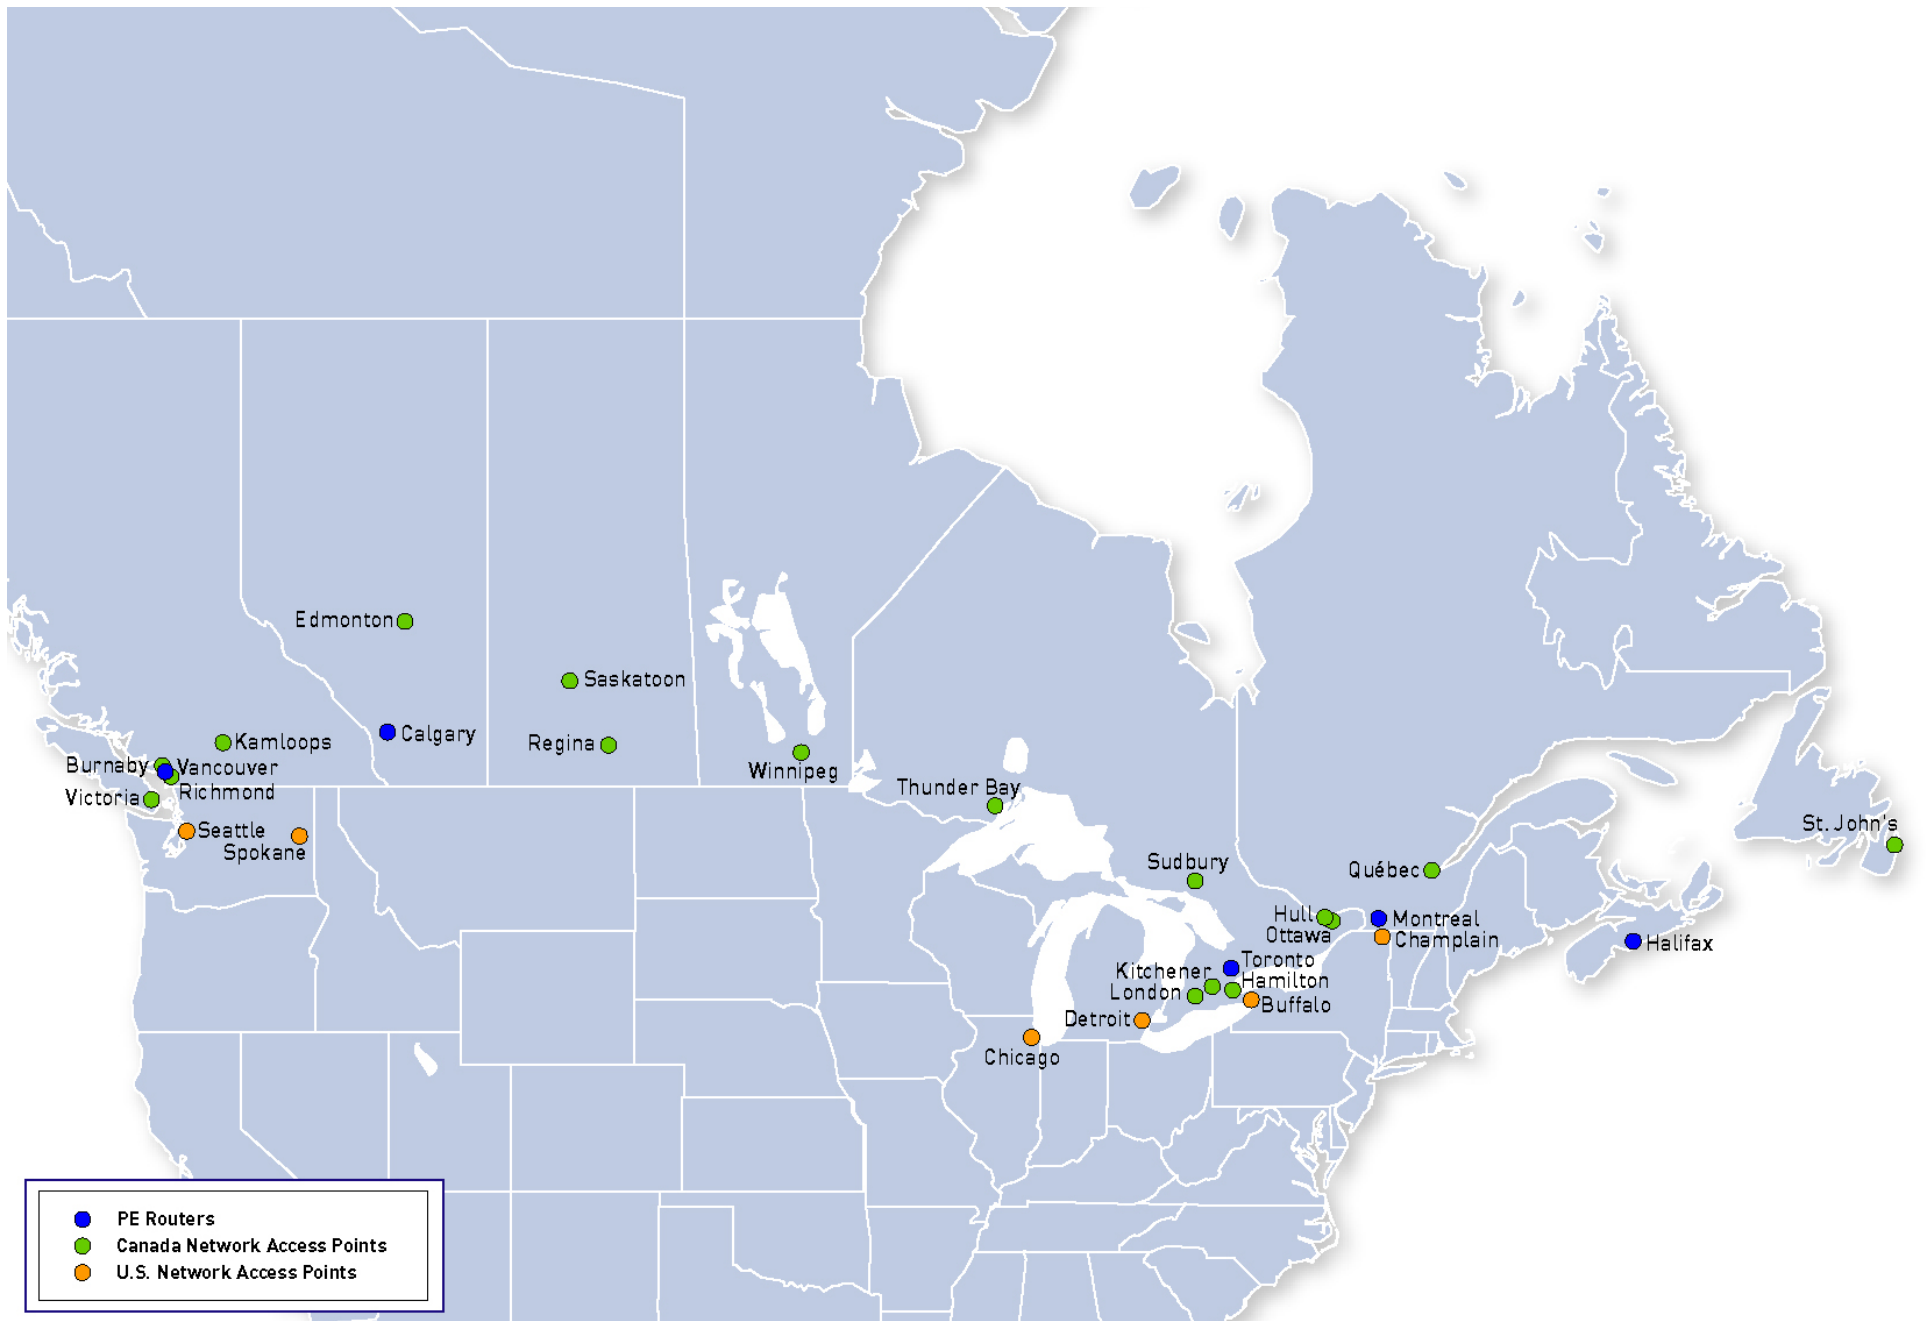 Edmonton
Saskatoon
Calgary
Kamloops
Regina
Winpeg
Burnaby
Vancouver
Richmond
Victoria
Thunder Bay
Seattle
Spokane
St. John's
Sudbury
Québec
Hull
Ottawa
Montreal
Champlain
Halifax
Toronto
Kitchener
Hamilton
London
Buffalo
Detroit
Chicago
PE Routers
Canada Network Access Points
U.S. Network Access Points